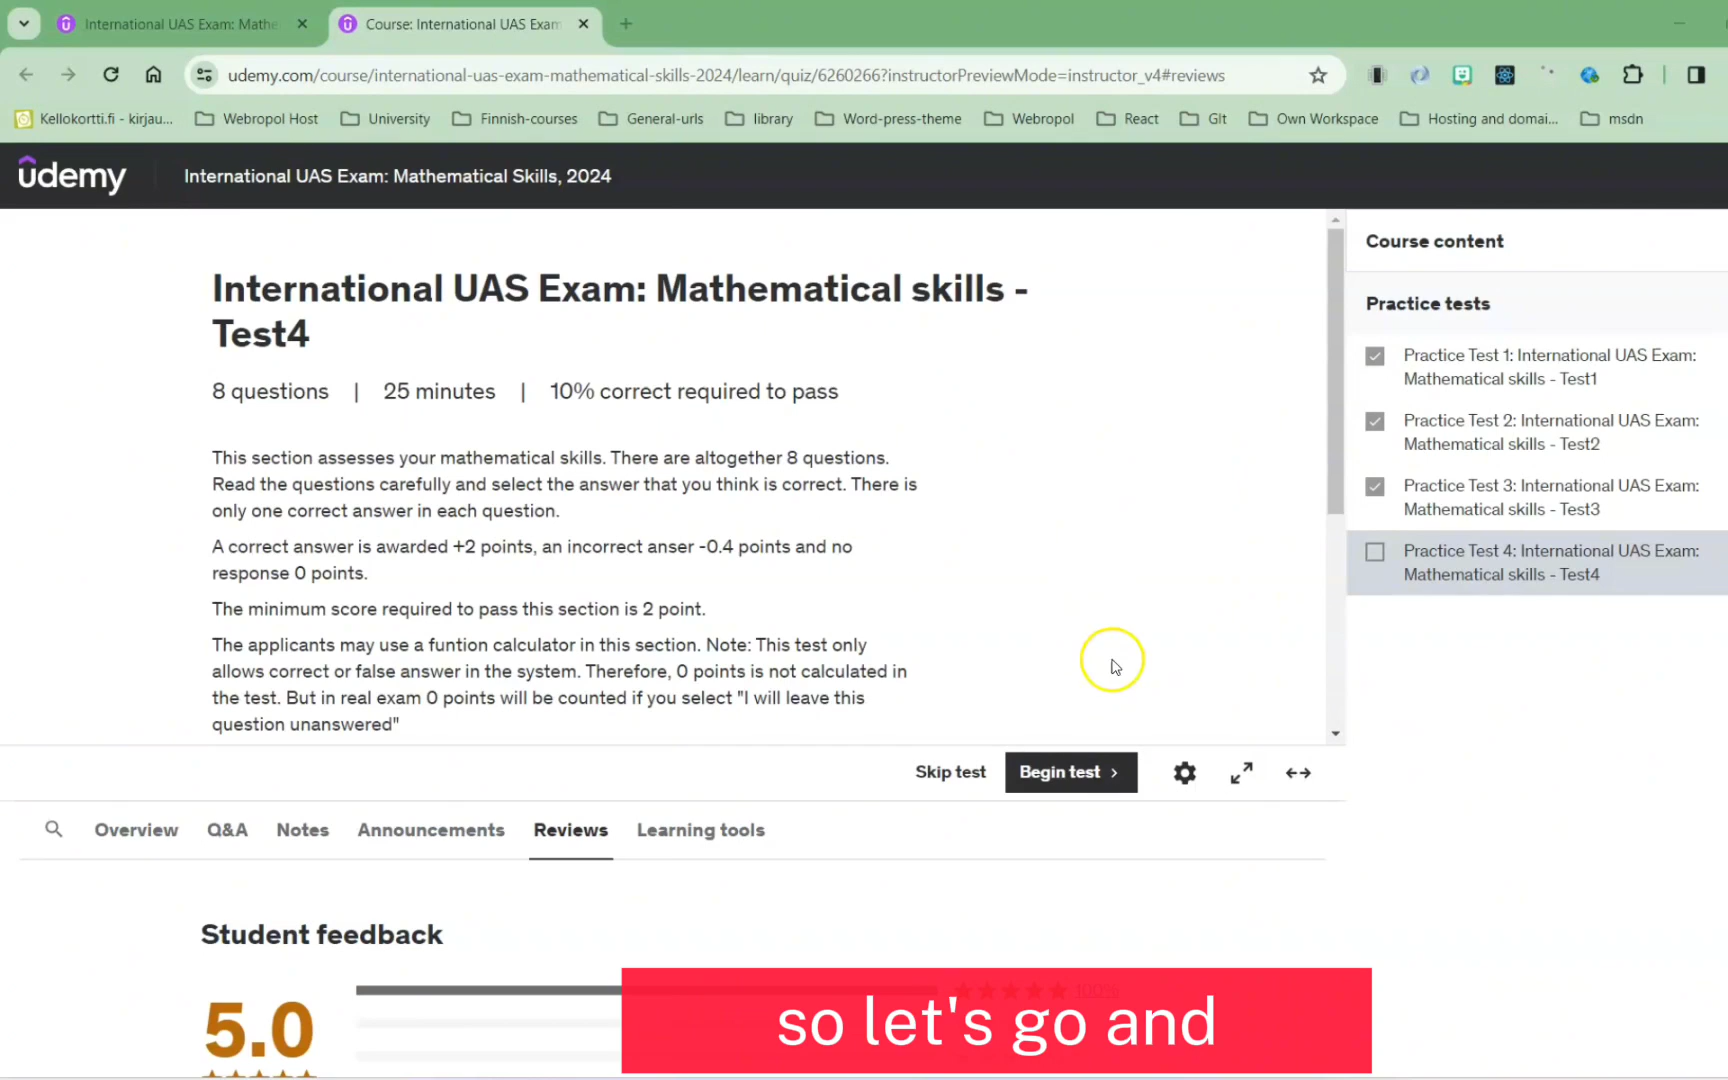 International UAS Exam: Mathe
Course: International UAS Exam
udemy.com/course/international-uas-exam-mathematical-skills-2024/learn/quiz/6260266?instructorPreviewMode=instructor_v4#reviews
Kellokortti.fi - kirjau... Webropol Host University Finnish-courses General-urls library Word-press-theme Webropol React GIt Own Workspace Hosting and domai... msdn
udemy
International UAS Exam: Mathematical Skills, 2024
International UAS Exam: Mathematical skills -
Test4
8 questions | 25 minutes | 10% correct required to pass
This section assesses your mathematical skills. There are altogether 8 questions.
Read the questions carefully and select the answer that you think is correct. There is
only one correct answer in each question.
A correct answer is awarded +2 points, an incorrect anser -0.4 points and no
response 0 points.
The minimum score required to pass this section is 2 point.
The applicants may use a funtion calculator in this section. Note: This test only
allows correct or false answer in the system. Therefore, 0 points is not calculated in
the test. But in real exam 0 points will be counted if you select "I will leave this
question unanswered"
Course content
Practice tests
Practice Test 1: International UAS Exam:
Mathematical skills - Test1
Practice Test 2: International UAS Exam:
Mathematical skills - Test2
Practice Test 3: International UAS Exam:
Mathematical skills - Test3
Practice Test 4: International UAS Exam:
Mathematical skills - Test4
Skip test Begin test
Overview Q&A Notes Announcements Reviews Learning tools
Student feedback
5.0
100%
so let's go and